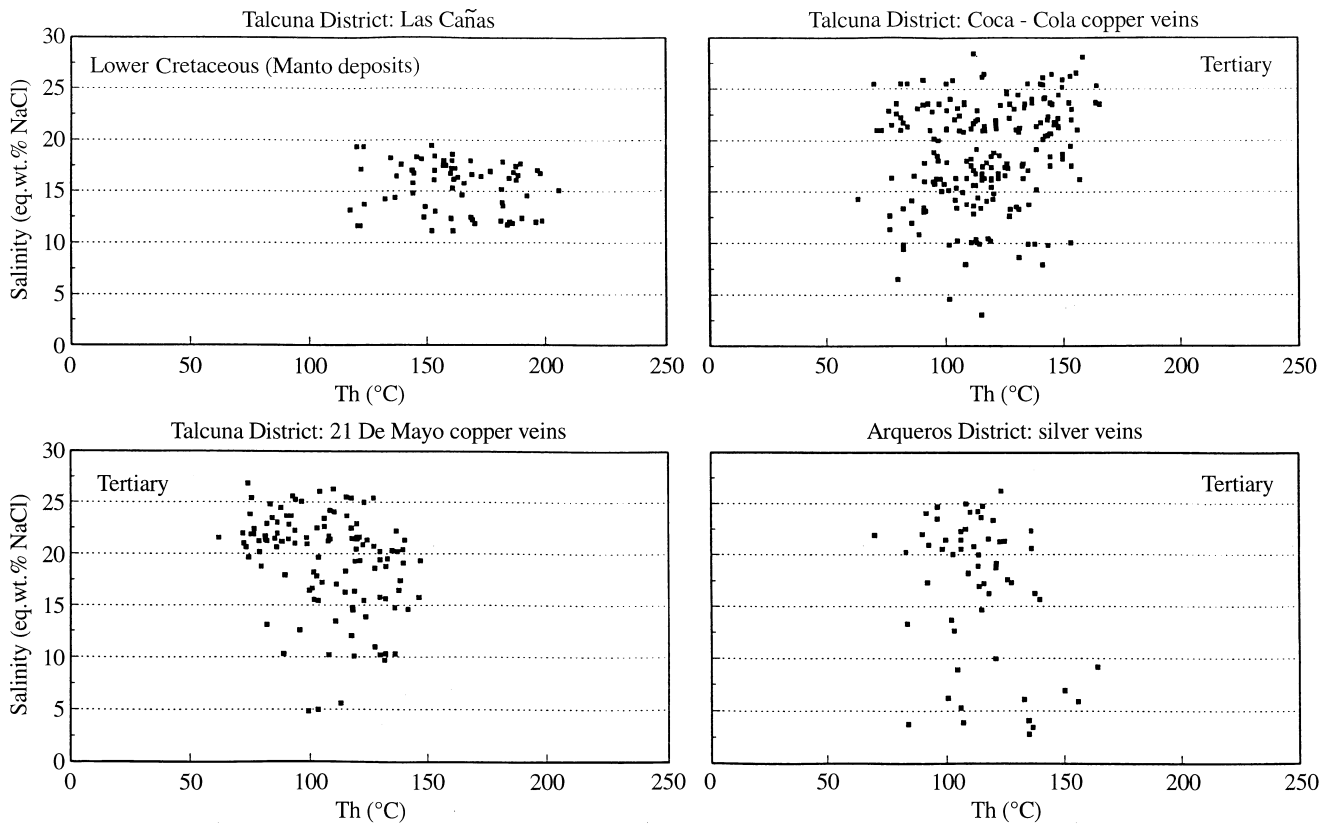 Talcuna District: Las Cañas
Talcuna District: Coca - Cola copper veins
30
25
20
15
10
5
0
Salinity (eq.wt.% NaCl)
Lower Cretaceous (Manto deposits)
Tertiary
0 50 100 150 200 250
Th (°C)
0 50 100 150 200 250
Th (°C)
Talcuna District: 21 De Mayo copper veins
Arqueros District: silver veins
30
25
20
15
10
5
0
Salinity (eq.wt.% NaCl)
Tertiary
Tertiary
0 50 100 150 200 250
Th (°C)
0 50 100 150 200 250
Th (°C)